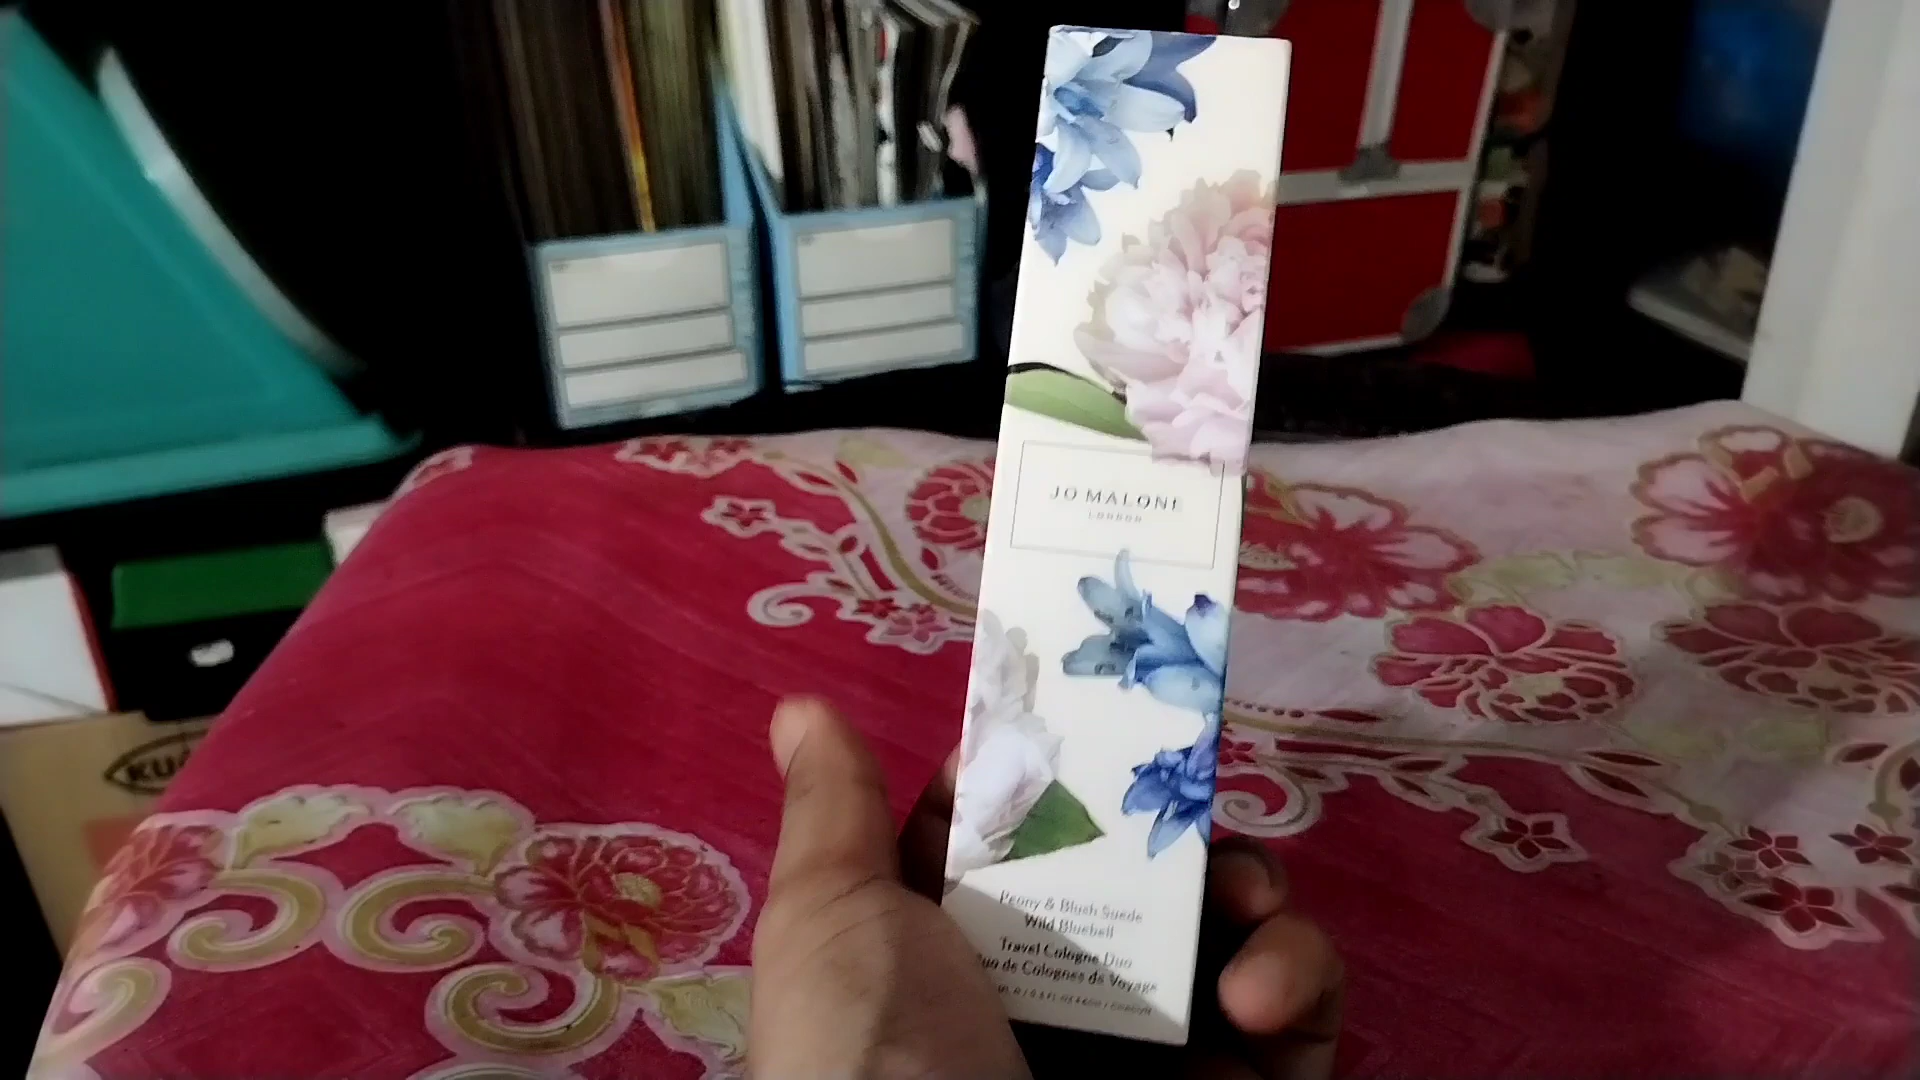 JO MALONE
LONDON
Peony & Blush Suede
Wild Bluebell
Travel Cologne Duo
Duo de Colognes de Voyage